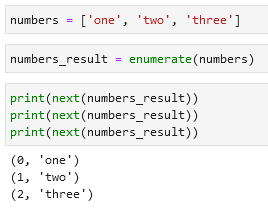 numbers = ['one', 'two', 'three']
numbers_result = enumerate(numbers)
print(next(numbers_result))
print(next(numbers_result))
print(next(numbers_result))
(0, 'one')
(1, 'two')
(2, 'three')